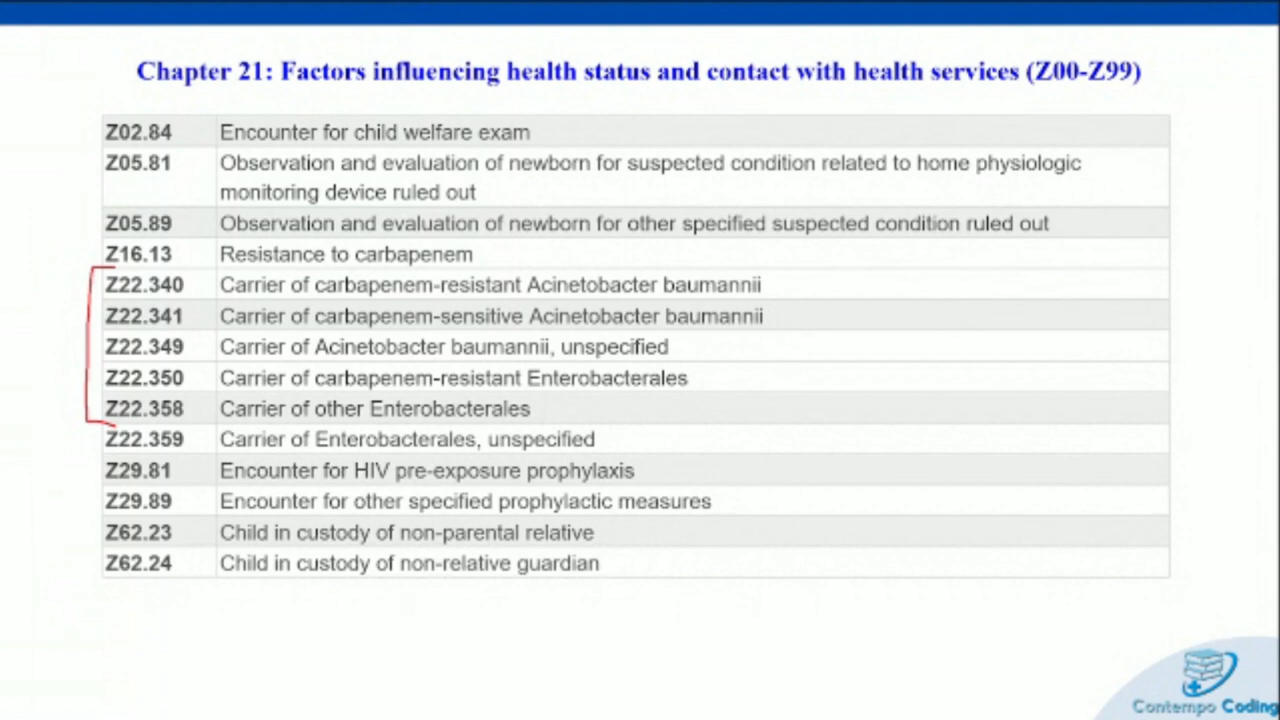 Chapter 21: Factors influencing health status and contact with health services (Z00-Z99)
Z02.84 Encounter for child welfare exam
Z05.81 Observation and evaluation of newborn for suspected condition related to home physiologic
monitoring device ruled out
Z05.89 Observation and evaluation of newborn for other specified suspected condition ruled out
Z16.13 Resistance to carbapenem
Z22.340 Carrier of carbapenem-resistant Acinetobacter baumannii
Z22.341 Carrier of carbapenem-sensitive Acinetobacter baumannii
Z22.349 Carrier of Acinetobacter baumannii, unspecified
Z22.350 Carrier of carbapenem-resistant Enterobacterales
Z22.358 Carrier of other Enterobacterales
Z22.359 Carrier of Enterobacterales, unspecified
Z29.81 Encounter for HIV pre-exposure prophylaxis
Z29.89 Encounter for other specified prophylactic measures
Z62.23 Child in custody of non-parental relative
Z62.24 Child in custody of non-relative guardian
Contempo Coding